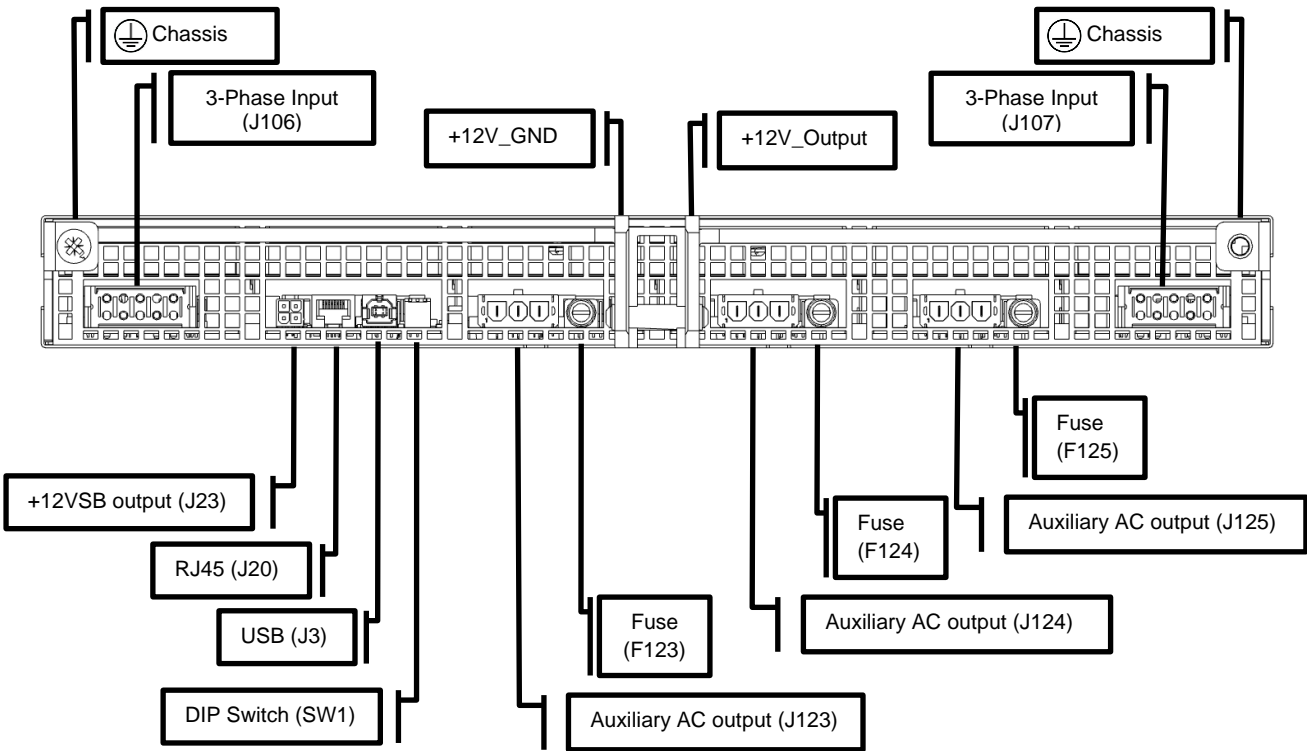 Chassis
Chassis
3-Phase Input
(J106)
3-Phase Input
(J107)
+12V_GND
+12V_Output
+12VSB output (J23)
RJ45 (J20)
USB (J3)
DIP Switch (SW1)
Fuse
(F123)
Auxiliary AC output (J123)
Fuse
(F124)
Auxiliary AC output (J124)
Fuse
(F125)
Auxiliary AC output (J125)